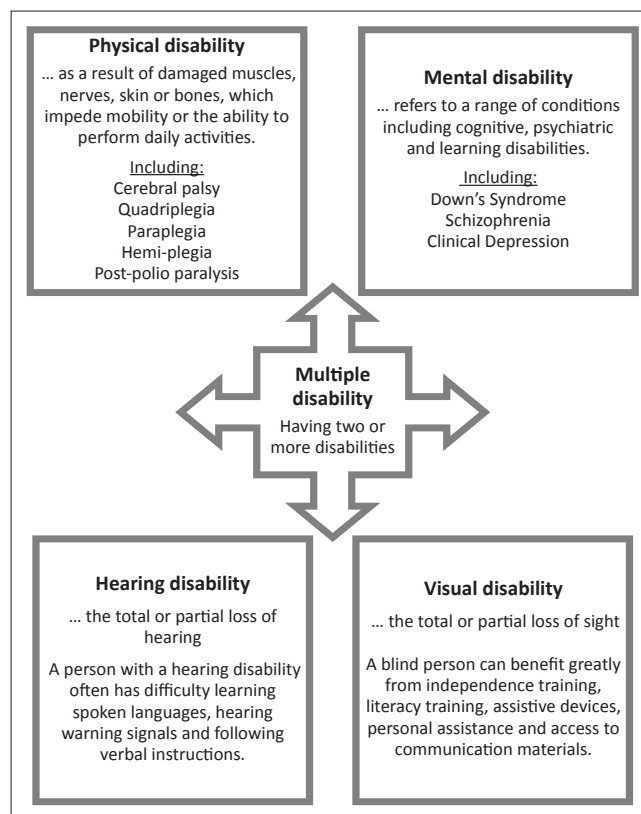 Physical disability
... as a result of damaged muscles,
nerves, skin or bones, which
impede mobility or the ability to
perform daily activities.
Including:
Cerebral palsy
Quadriplegia
Paraplegia
Hemi-plegia
Post-polio paralysis
Mental disability
... refers to a range of conditions
including cognitive, psychiatric
and learning disabilities.
Including:
Down's Syndrome
Schizophrenia
Clinical Depression
Multiple
disability
Having two or
more disabilities
Hearing disability
... the total or partial loss of
hearing
A person with a hearing disability
often has difficulty learning
spoken languages, hearing
warning signals and following
verbal instructions.
Visual disability
... the total or partial loss of sight
A blind person can benefit greatly
from independence training,
literacy training, assistive devices,
personal assistance and access to
communication materials.